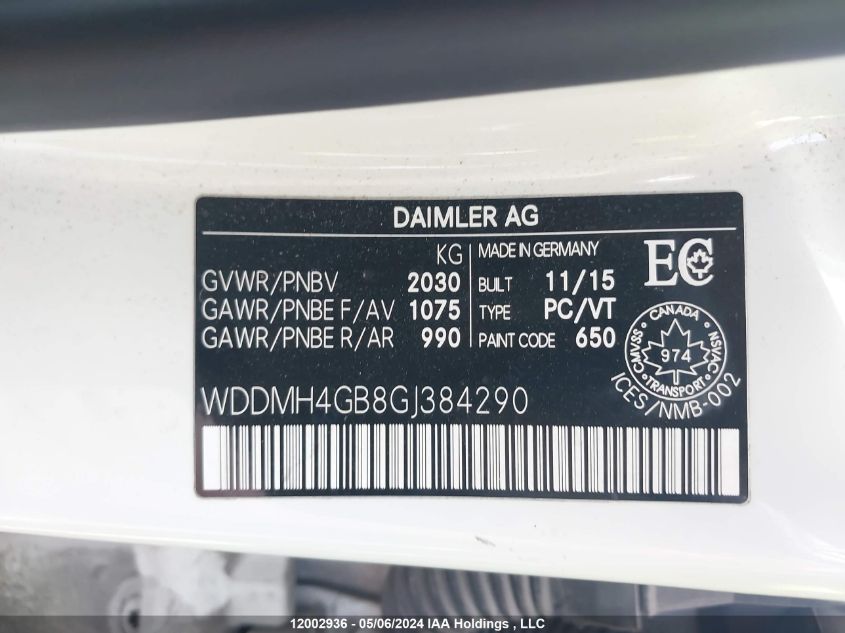 DAIMLER AG
KG
GVWR/PNBV 2030
GAWR/PNBE F/AV 1075
GAWR/PNBE R/AR 990
MADE IN GERMANY
BUILT 11/15
TYPE PC/VT
PAINT CODE 650
EC
CANADA
CMVSS 974 NSVAC
TRANSPORT
ICES/NMB-002
WDDMH4GB8GJ384290
12002936 - 05/06/2024 IAA Holdings , LLC